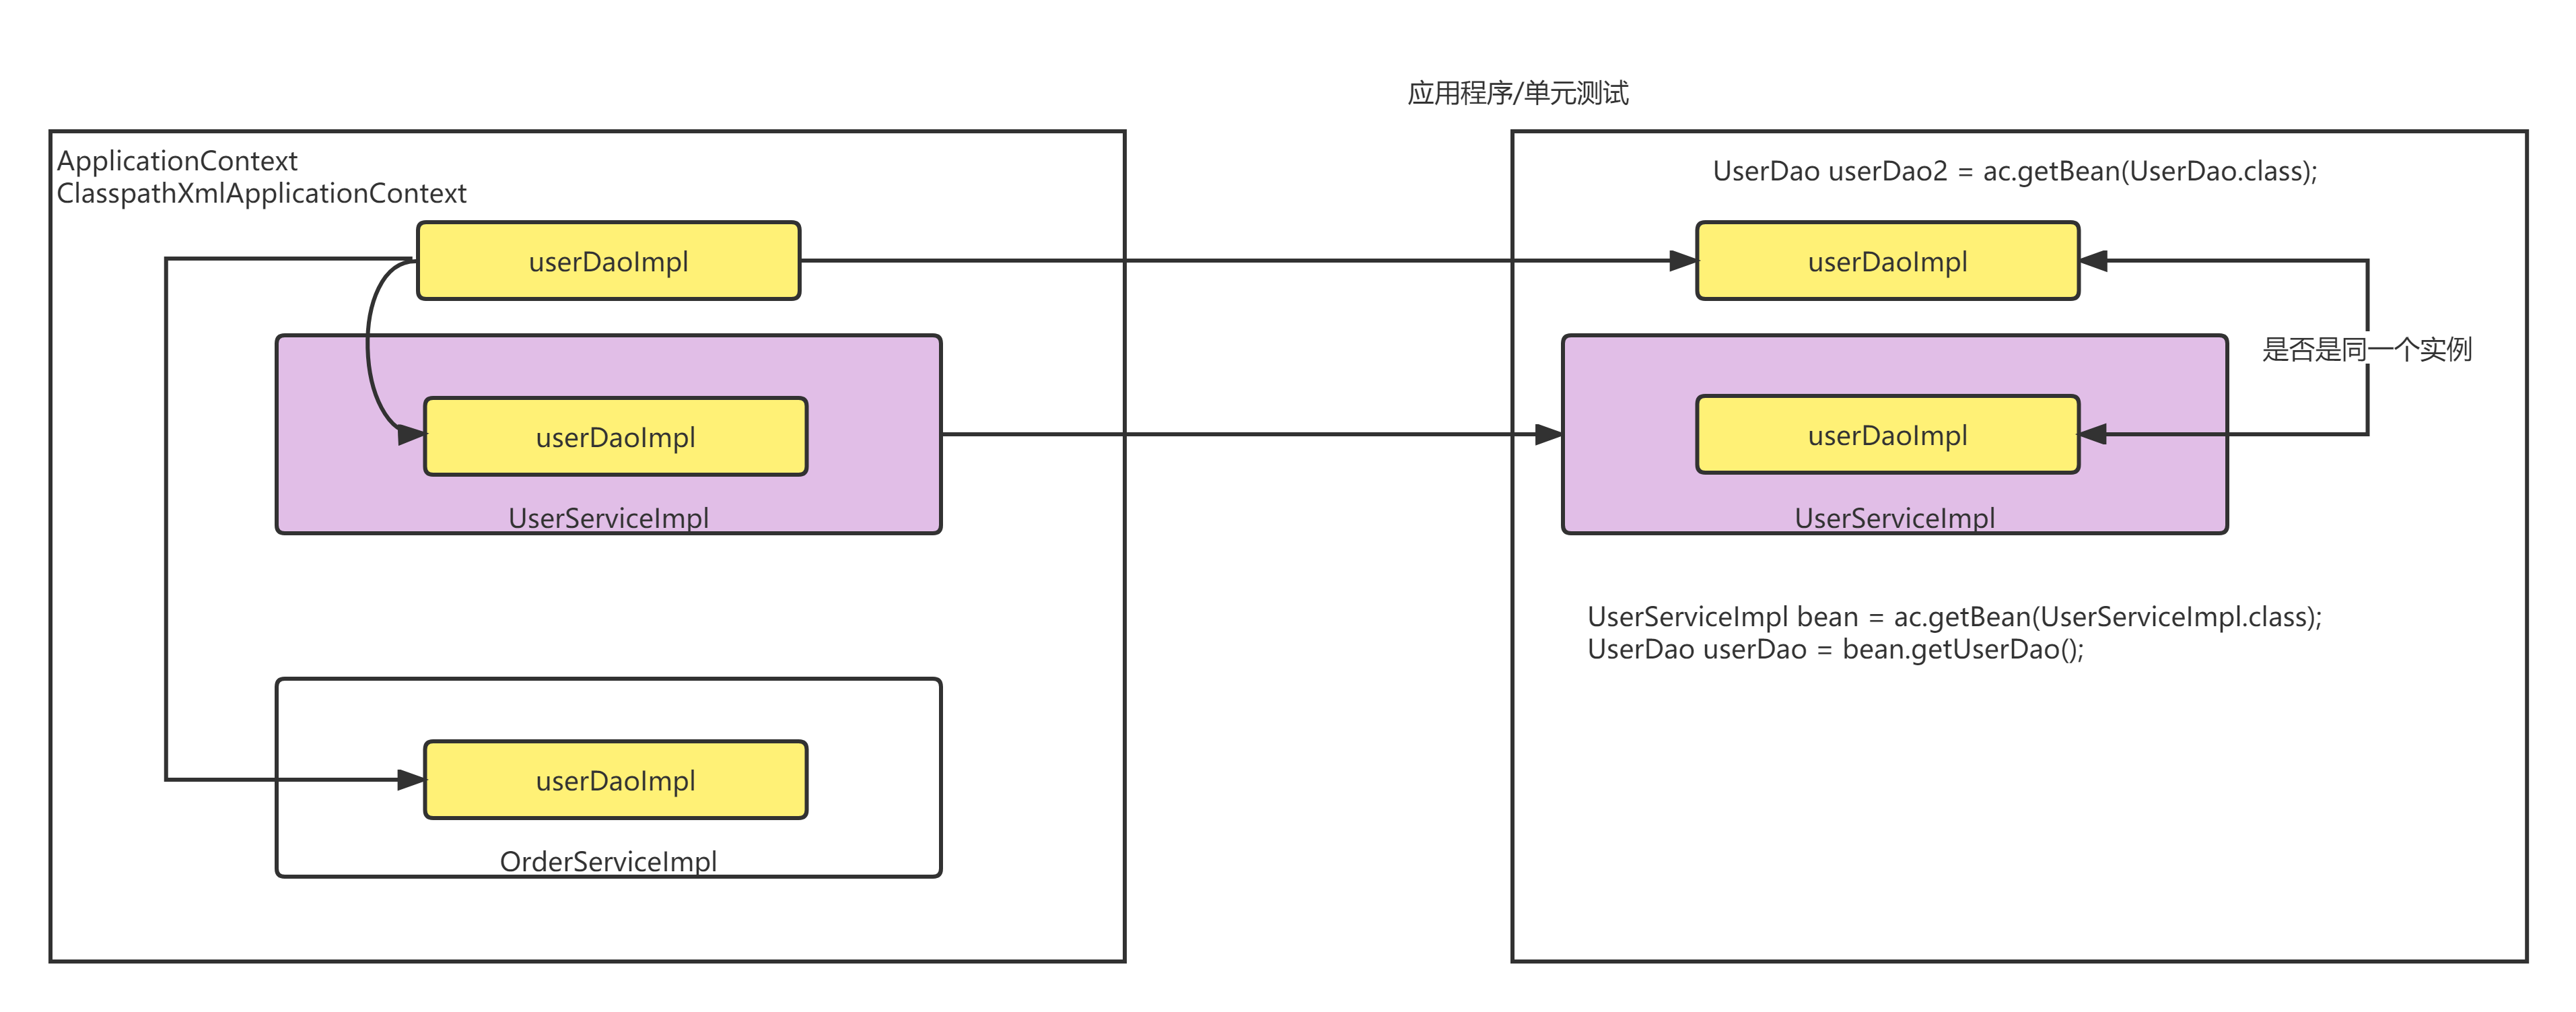 应用程序/单元测试
ApplicationContext
ClasspathXmlApplicationContext
userDaoImpl
userDaoImpl
UserServiceImpl
userDaoImpl
OrderServiceImpl
UserDao userDao2 = ac.getBean(UserDao.class);
userDaoImpl
是否是同一个实例
userDaoImpl
UserServiceImpl
UserServiceImpl bean = ac.getBean(UserServiceImpl.class);
UserDao userDao = bean.getUserDao();